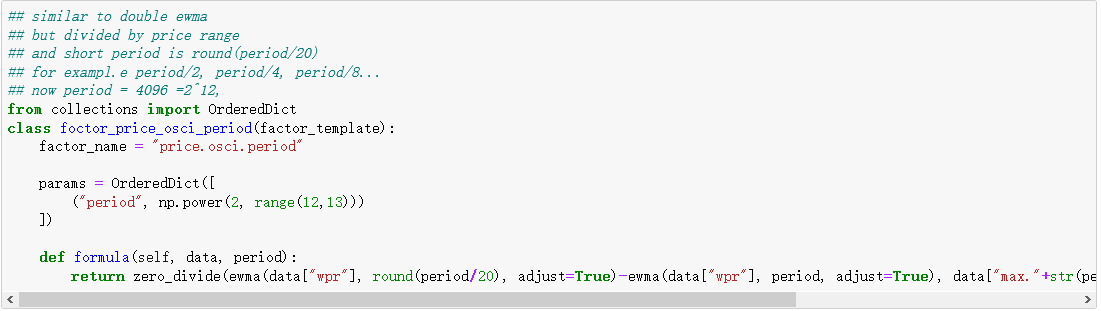 ## similar to double ewma
## but divided by price range
## and short period is round(period/20)
## for exampl.e period/2, period/4, period/8...
## now period = 4096 =2^12,
from collections import OrderedDict
class foctor_price_osci_period(factor_template):
    factor_name = "price.osci.period"

    params = OrderedDict([
        ("period", np.power(2, range(12,13)))
    ])

    def formula(self, data, period):
        return zero_divide(ewma(data["wpr"], round(period/20), adjust=True)-ewma(data["wpr"], period, adjust=True), data["max."+str(pe